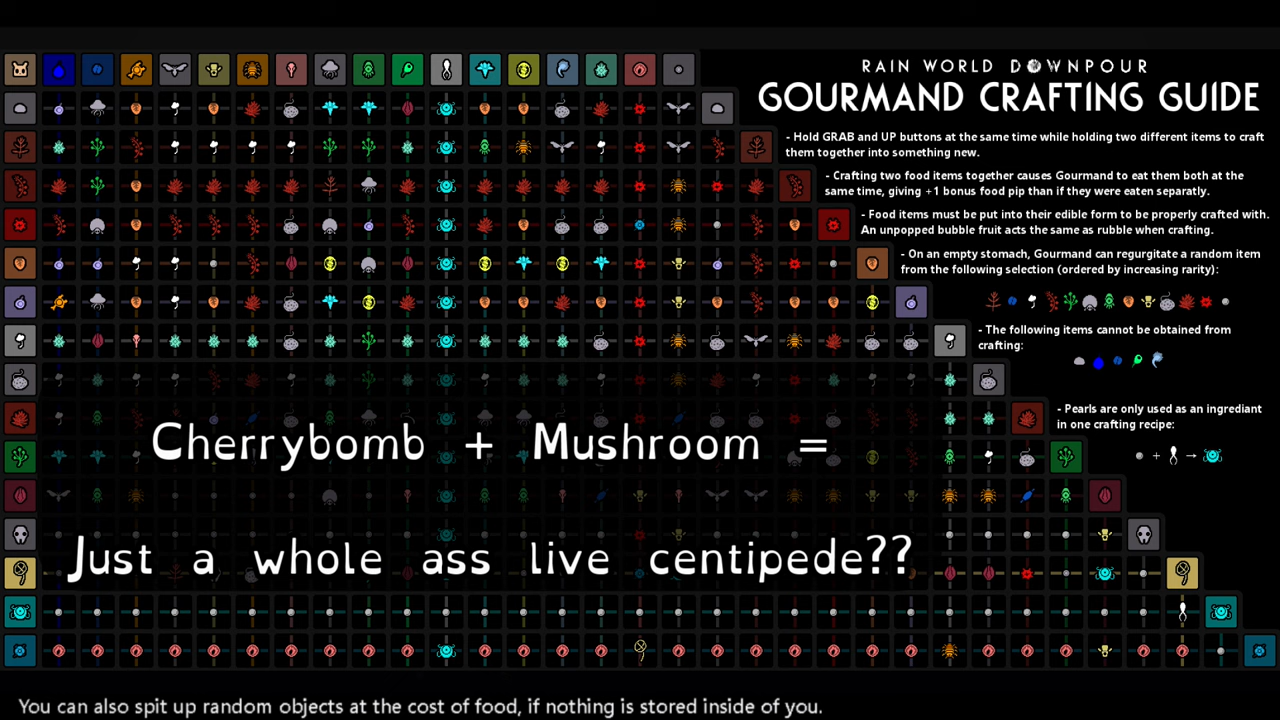 RAIN WORLD DOWNPOUR
GOURMAND CRAFTING GUIDE
- Hold GRAB and UP buttons at the same time while holding two different items to craft
them together into something new.
- Crafting two food items together causes Gourmand to eat them both at the
same time, giving +1 bonus food pip than if they were eaten separatly.
- Food items must be put into their edible form to be properly crafted with.
An unpopped bubble fruit acts the same as rubble when crafting.
- On an empty stomach, Gourmand can regurgitate a random item
from the following selection (ordered by increasing rarity):
- The following items cannot be obtained from
crafting:
- Pearls are only used as an ingrediant
in one crafting recipe:
+ →
Cherrybomb + Mushroom =
Just a whole ass live centipede??
You can also spit up random objects at the cost of food, if nothing is stored inside of you.